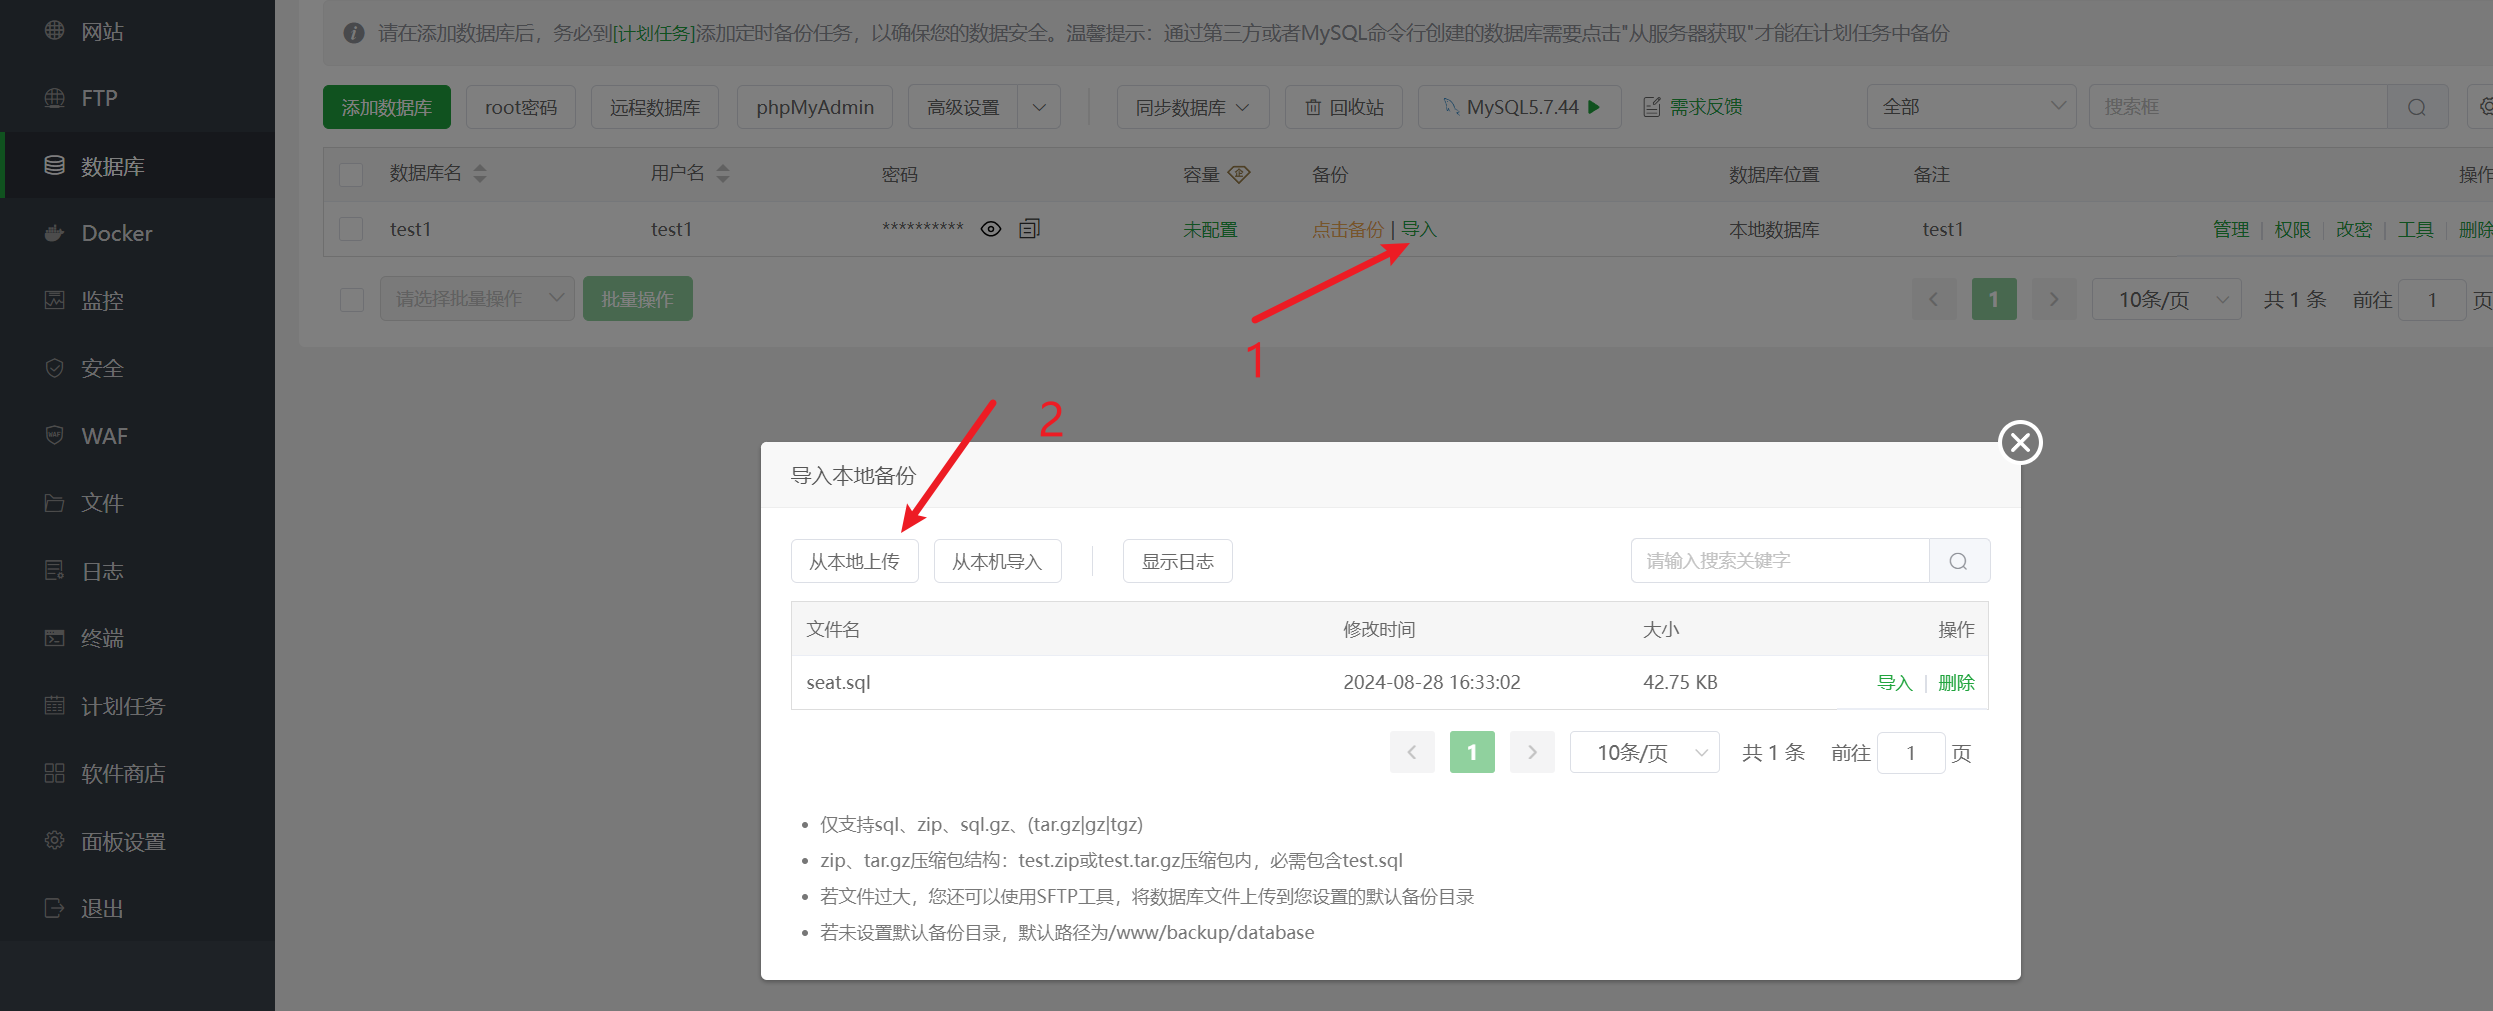 网站
FTP
数据库
Docker
监控
安全
WAF
文件
日志
终端
计划任务
软件商店
面板设置
退出
请在添加数据库后，务必到[计划任务]添加定时备份任务，以确保您的数据安全。温馨提示：通过第三方或者MySQL命令行创建的数据库需要点击"从服务器获取"才能在计划任务中备份
添加数据库 root密码 远程数据库 phpMyAdmin 高级设置 同步数据库 回收站 MySQL5.7.44 需求反馈 全部 搜索框
数据库名 用户名 密码 容量 备份 数据库位置 备注 操作
test1 test1 ********** 未配置 点击备份 | 导入 本地数据库 test1 管理 | 权限 | 改密 | 工具 | 删除
请选择批量操作 批量操作 1 10条/页 共 1 条 前往 1 页
1
2
导入本地备份
从本地上传 从本机导入 显示日志 请输入搜索关键字
文件名 修改时间 大小 操作
seat.sql 2024-08-28 16:33:02 42.75 KB 导入 | 删除
1 10条/页 共 1 条 前往 1 页
• 仅支持sql、zip、sql.gz、(tar.gz|gz|tgz)
• zip、tar.gz压缩包结构：test.zip或test.tar.gz压缩包内，必需包含test.sql
• 若文件过大，您还可以使用SFTP工具，将数据库文件上传到您设置的默认备份目录
• 若未设置默认备份目录，默认路径为/www/backup/database